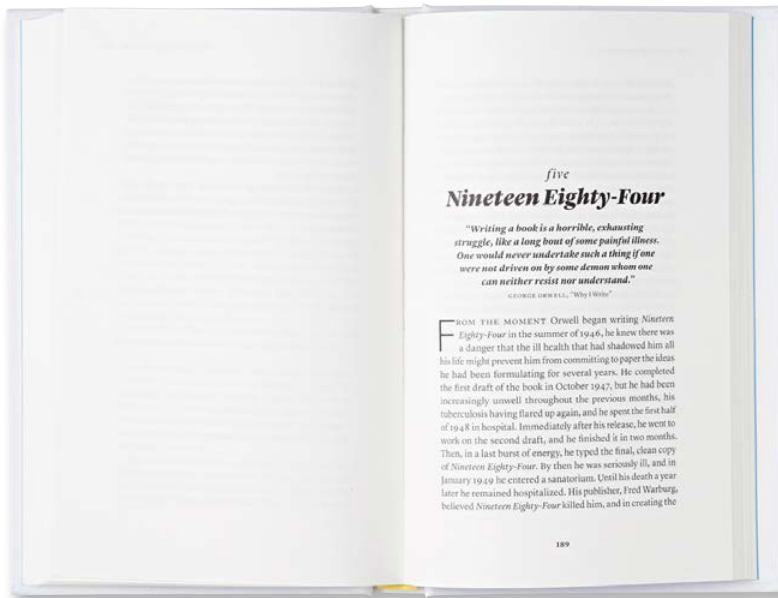 five
Nineteen Eighty-Four
“Writing a book is a horrible, exhausting
struggle, like a long bout of some painful illness.
One would never undertake such a thing if one
were not driven on by some demon whom one
can neither resist nor understand.”
GEORGE ORWELL, “Why I Write”
FROM THE MOMENT Orwell began writing Nineteen
Eighty-Four in the summer of 1946, he knew there was
a danger that the ill health that had shadowed him all
his life might prevent him from committing to paper the ideas
he had been formulating for several years. He completed
the first draft of the book in October 1947, but he had been
increasingly unwell throughout the previous months, his
tuberculosis having flared up again, and he spent the first half
of 1948 in hospital. Immediately after his release, he went to
work on the second draft, and he finished it in two months.
Then, in a last burst of energy, he typed the final, clean copy
of Nineteen Eighty-Four. By then he was seriously ill, and in
January 1949 he entered a sanatorium. Until his death a year
later he remained hospitalized. His publisher, Fred Warburg,
believed Nineteen Eighty-Four killed him, and in creating the
189